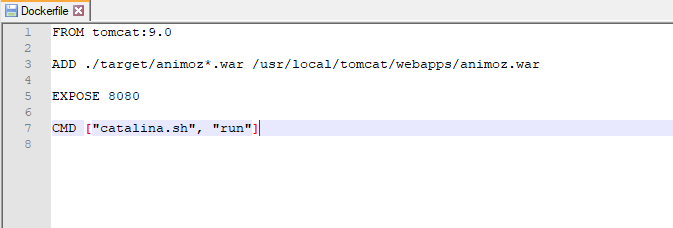 Dockerfile
1 FROM tomcat:9.0
2
3 ADD ./target/animoz*.war /usr/local/tomcat/webapps/animoz.war
4
5 EXPOSE 8080
6
7 CMD ["catalina.sh", "run"]
8